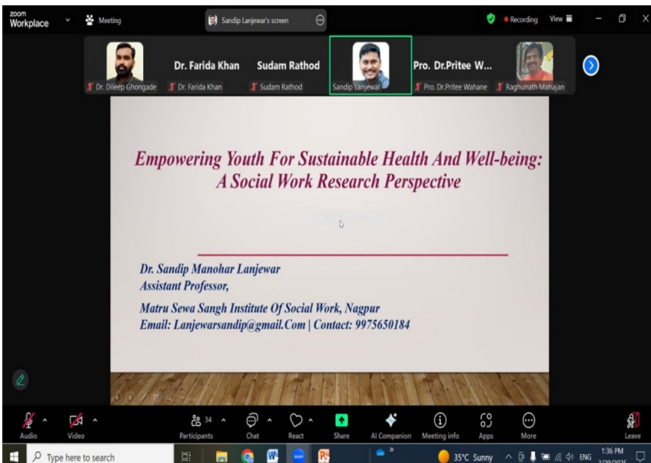 zoom
Workplace
Meeting
Sandip Lanjewar's screen
Recording
View
Dr. Farida Khan
Sudam Rathod
Pro. Dr.Pritee W...
Dr. Dileep Ghongade
Dr. Farida Khan
Sudam Rathod
Sandip Lanjewar
Pro. Dr.Pritee Wahane
Raghunath Mahajan
Empowering Youth For Sustainable Health And Well-being:
A Social Work Research Perspective
Dr. Sandip Manohar Lanjewar
Assistant Professor,
Matru Sewa Sangh Institute Of Social Work, Nagpur
Email: Lanjewarsandip@gmail.Com | Contact: 9975650184
34
Audio
Video
Participants
Chat
React
Share
AI Companion
Meeting info
Apps
More
Leave
Type here to search
35°C Sunny
ENG
1:36 PM